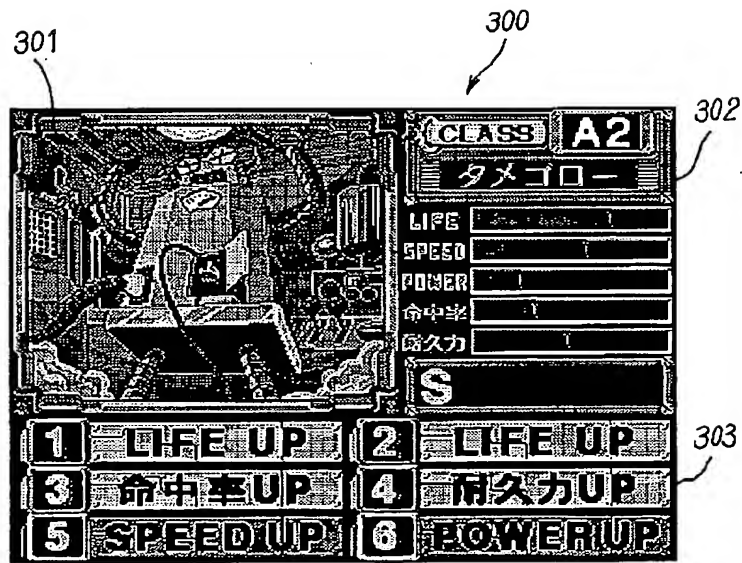 300
301
302
CLASS A2
タメゴロー
LIFE
SPEED
POWER
命中率
耐久力
S
303
1 LIFE UP 2 LIFE UP
3 命中率UP 4 耐久力UP
5 SPEED UP 6 POWER UP